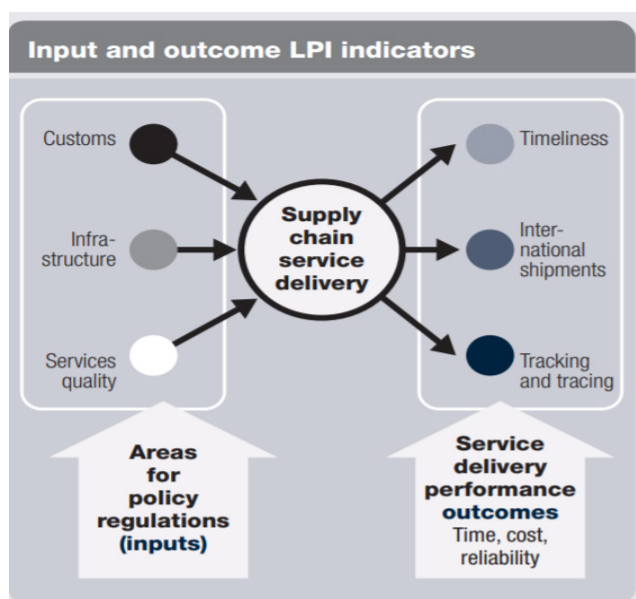 Input and outcome LPI indicators
Customs
Infra-
structure
Services
quality
Supply
chain
service
delivery
Timeliness
Inter-
national
shipments
Tracking
and tracing
Areas
for
policy
regulations
(inputs)
Service
delivery
performance
outcomes
Time, cost,
reliability